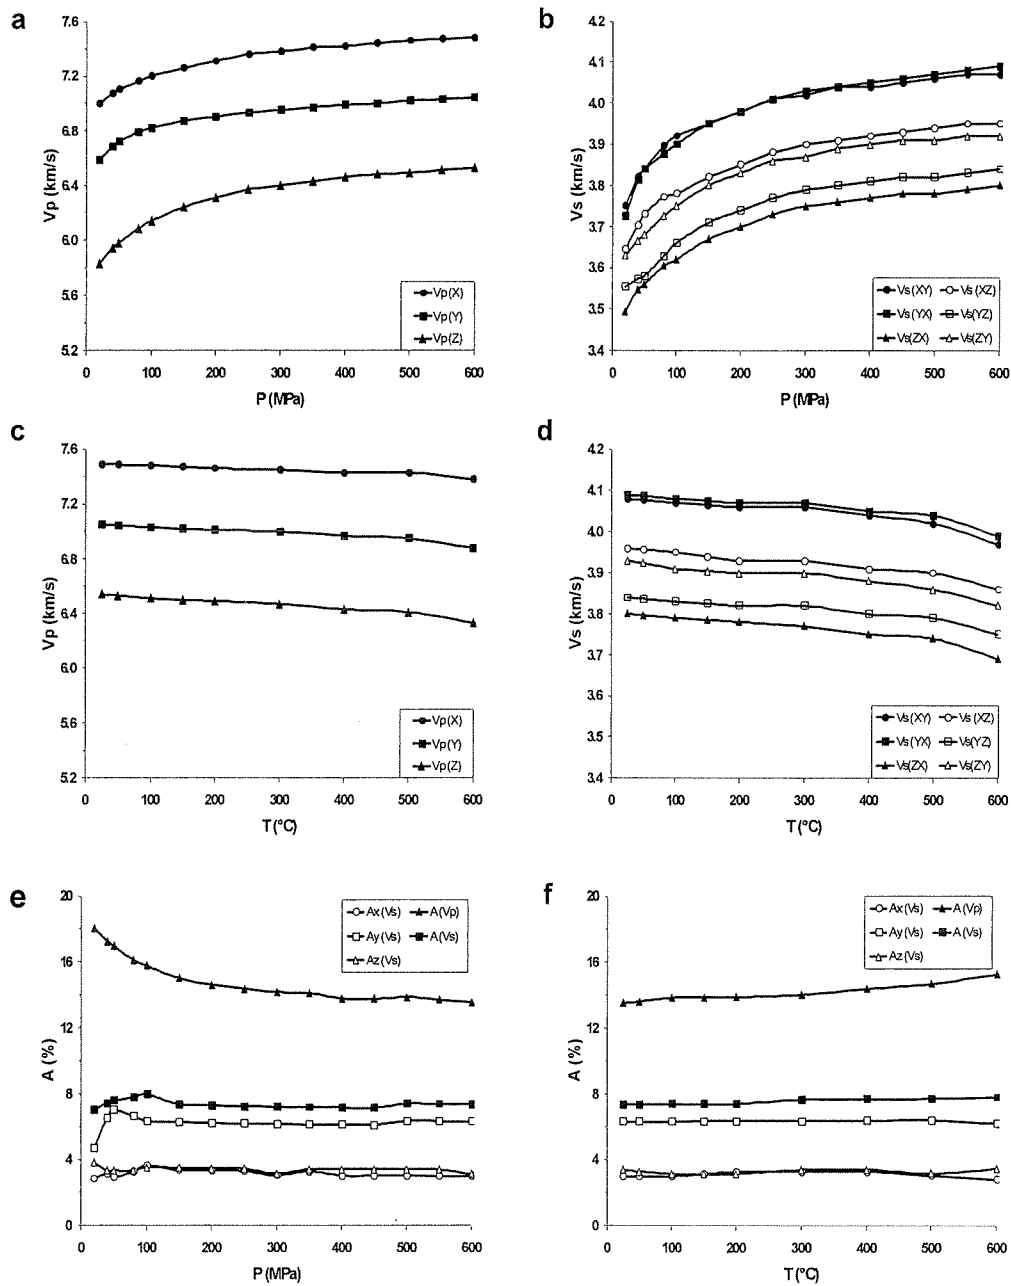 a
7.6
7.2
6.8
6.4
6.0
5.6
5.2
Vp (km/s)
Vp(X)
Vp(Y)
Vp(Z)
0 100 200 300 400 500 600
P (MPa)
b
4.2
4.1
4.0
3.9
3.8
3.7
3.6
3.5
3.4
Vs (km/s)
Vs(XY) Vs(XZ)
Vs(YX) Vs(YZ)
Vs(ZX) Vs(ZY)
0 100 200 300 400 500 600
P (MPa)
c
7.6
7.2
6.8
6.4
6.0
5.6
5.2
Vp (km/s)
Vp(X)
Vp(Y)
Vp(Z)
0 100 200 300 400 500 600
T (°C)
d
4.2
4.1
4.0
3.9
3.8
3.7
3.6
3.5
3.4
Vs (km/s)
Vs(XY) Vs(XZ)
Vs(YX) Vs(YZ)
Vs(ZX) Vs(ZY)
0 100 200 300 400 500 600
T (°C)
e
20
16
12
8
4
0
A (%)
Ax(Vs) A(Vp)
Ay(Vs) A(Vs)
Az(Vs)
0 100 200 300 400 500 600
P (MPa)
f
20
16
12
8
4
0
A (%)
Ax(Vs) A(Vp)
Ay(Vs) A(Vs)
Az(Vs)
0 100 200 300 400 500 600
T (°C)